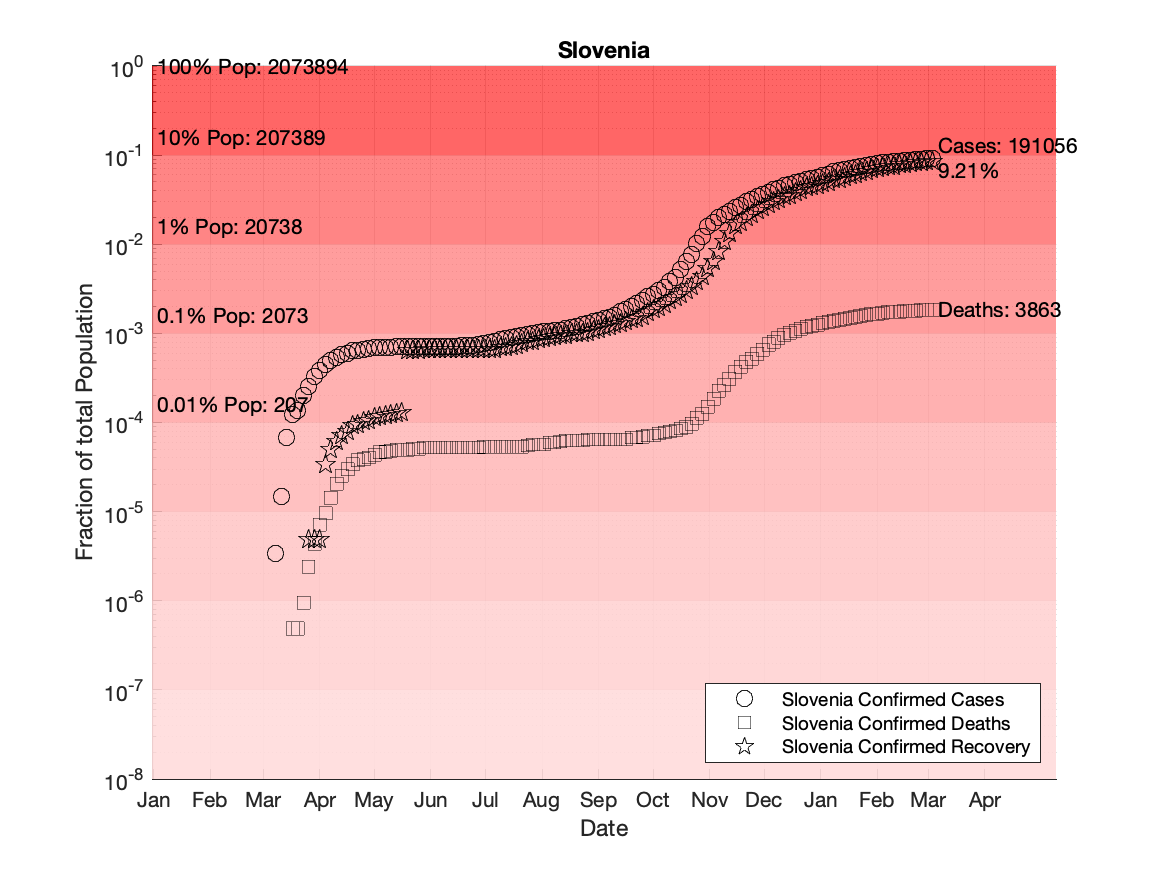 Slovenia
10^0
100% Pop: 2073894
10% Pop: 207389
10^-1
Cases: 191056
9.21%
1% Pop: 20738
10^-2
0.1% Pop: 2073
Deaths: 3863
10^-3
0.01% Pop: 207
10^-4
10^-5
10^-6
10^-7
10^-8
Fraction of total Population
Slovenia Confirmed Cases
Slovenia Confirmed Deaths
Slovenia Confirmed Recovery
Jan Feb Mar Apr May Jun Jul Aug Sep Oct Nov Dec Jan Feb Mar Apr
Date